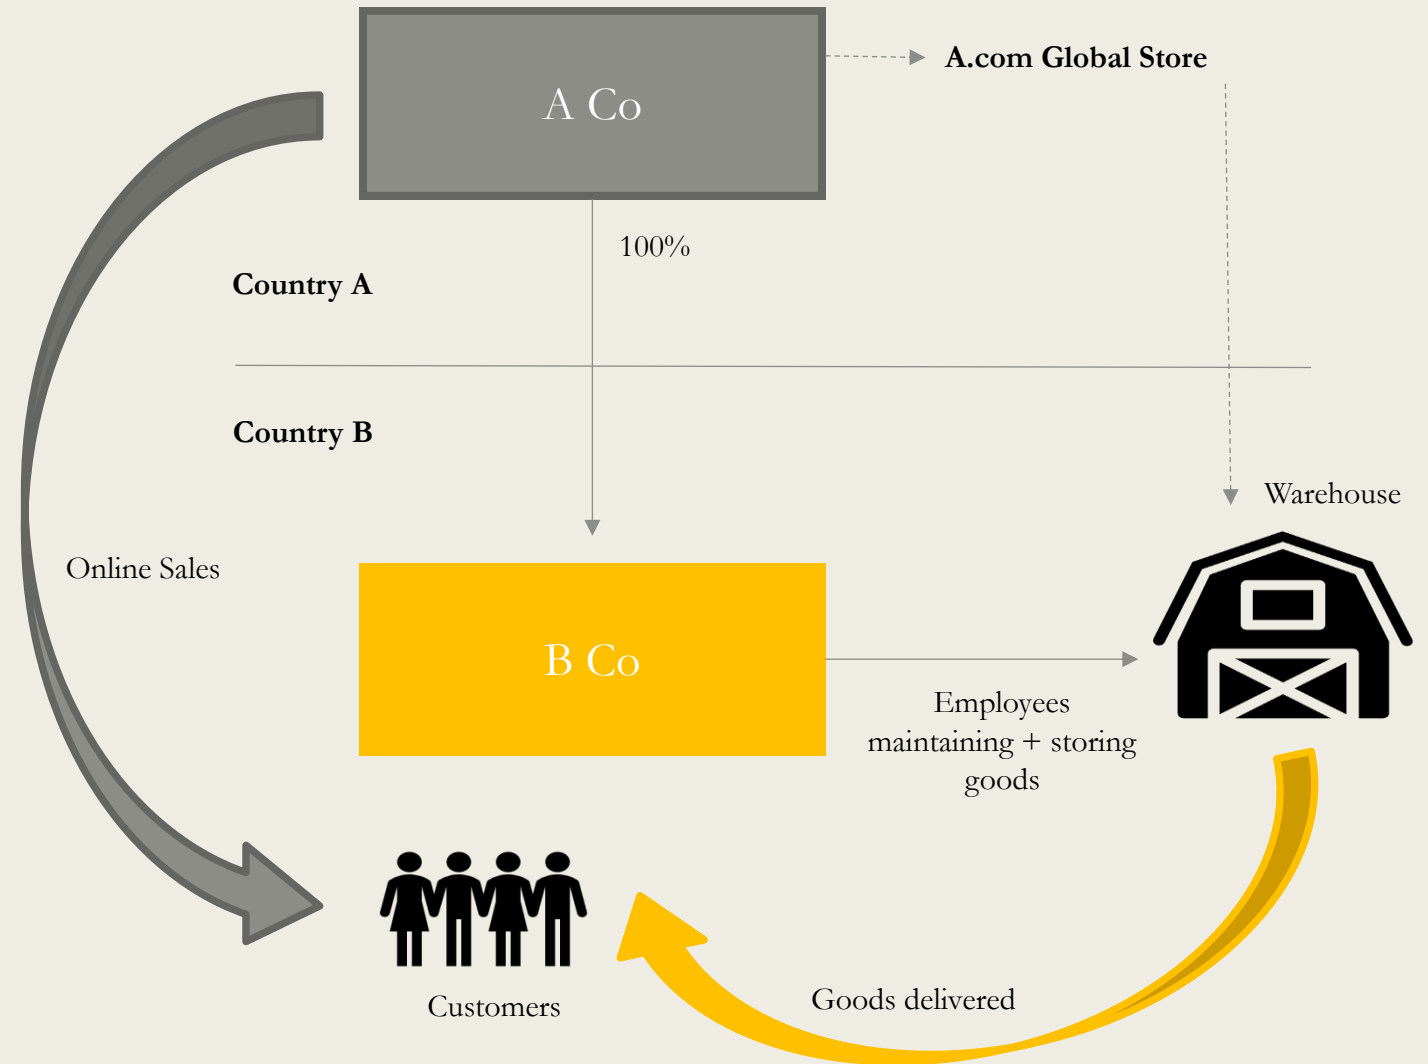 A Co
A.com Global Store
100%
Country A
Country B
Warehouse
Online Sales
B Co
Employees
maintaining + storing
goods
Goods delivered
Customers